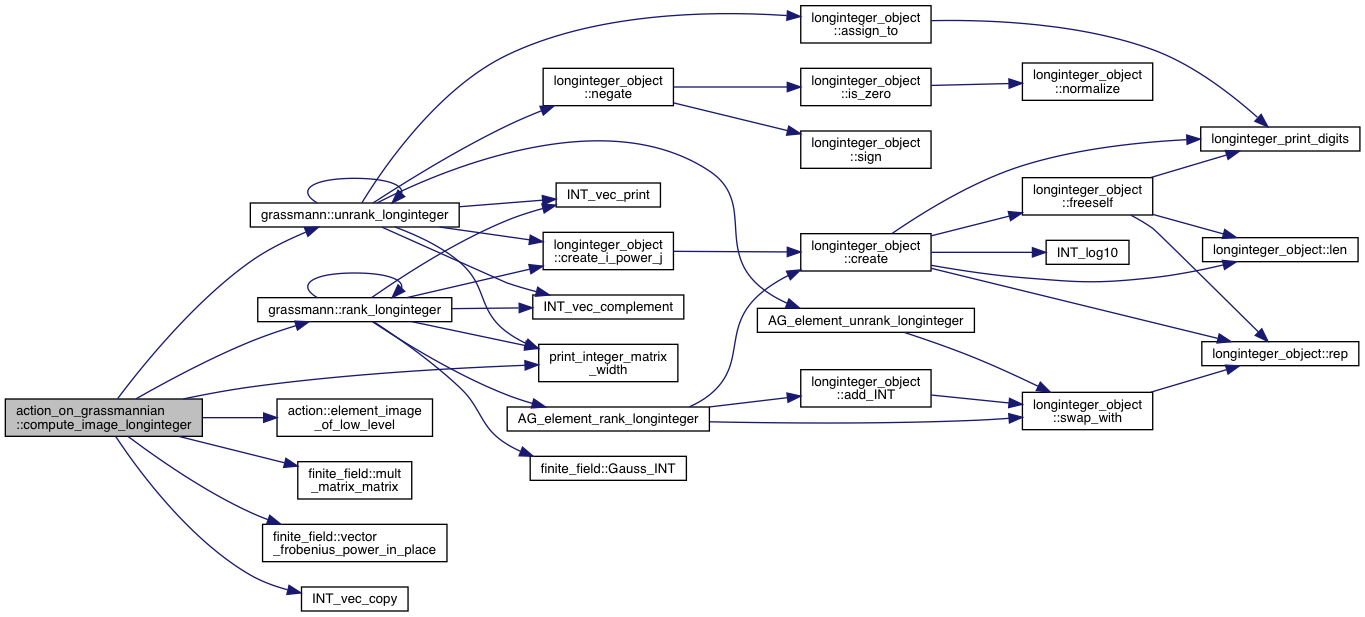 longinteger_object
::assign_to
longinteger_object
::negate
longinteger_object
::is_zero
longinteger_object
::normalize
longinteger_object
::sign
longinteger_print_digits
INT_vec_print
longinteger_object
::freeself
grassmann::unrank_longinteger
longinteger_object
::create_i_power_j
longinteger_object
::create
INT_log10
longinteger_object::len
grassmann::rank_longinteger
INT_vec_complement
AG_element_unrank_longinteger
print_integer_matrix
_width
longinteger_object::rep
longinteger_object
::add_INT
action_on_grassmannian
::compute_image_longinteger
action::element_image
_of_low_level
AG_element_rank_longinteger
longinteger_object
::swap_with
finite_field::mult
_matrix_matrix
finite_field::Gauss_INT
finite_field::vector
_frobenius_power_in_place
INT_vec_copy